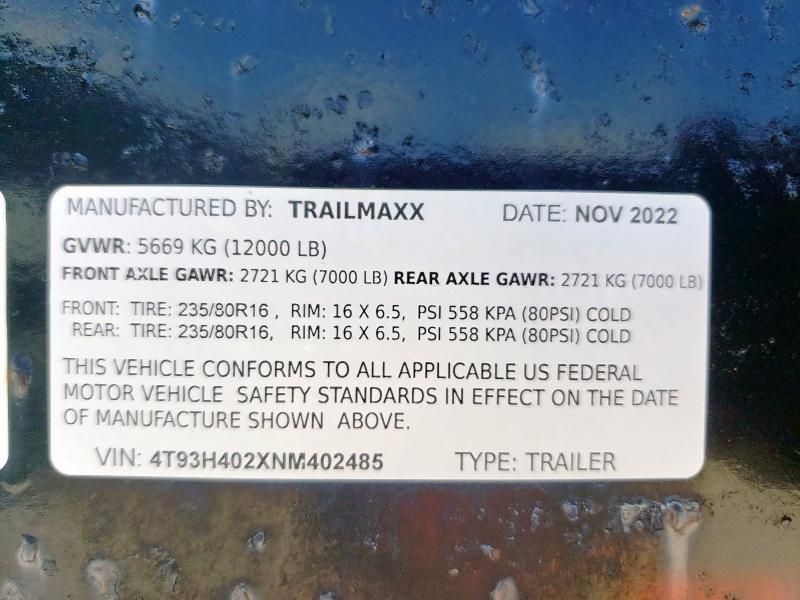 MANUFACTURED BY: TRAILMAXX DATE: NOV 2022
GVWR: 5669 KG (12000 LB)
FRONT AXLE GAWR: 2721 KG (7000 LB) REAR AXLE GAWR: 2721 KG (7000 LB)
FRONT: TIRE: 235/80R16 , RIM: 16 X 6.5, PSI 558 KPA (80PSI) COLD
REAR: TIRE: 235/80R16, RIM: 16 X 6.5, PSI 558 KPA (80PSI) COLD
THIS VEHICLE CONFORMS TO ALL APPLICABLE US FEDERAL
MOTOR VEHICLE SAFETY STANDARDS IN EFFECT ON THE DATE
OF MANUFACTURE SHOWN ABOVE.
VIN: 4T93H402XNM402485 TYPE: TRAILER